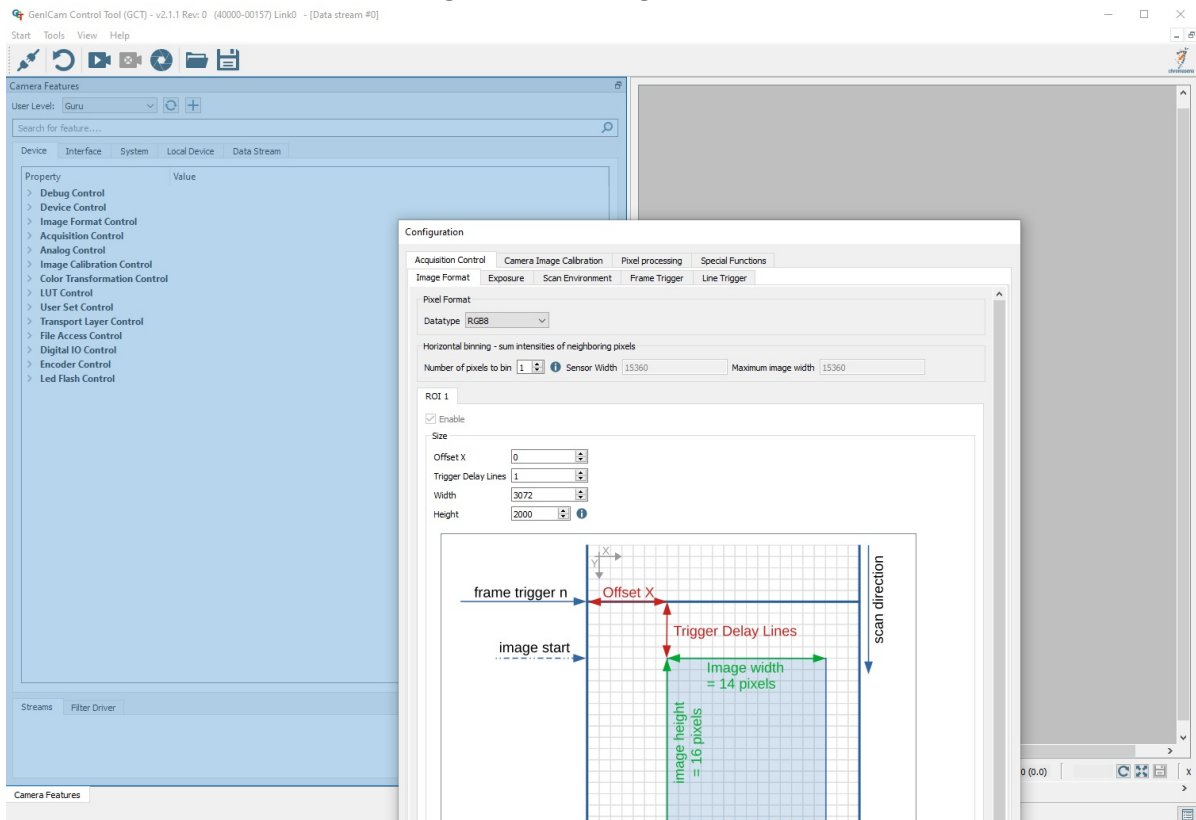 GenICam Control Tool (GCT) - v2.1.1 Rev: 0 (40000-00157) Link0 - [Data stream #0]
Start Tools View Help
chromasens
Camera Features
User Level: Guru
Search for feature....
Device Interface System Local Device Data Stream
Property Value
Debug Control
Device Control
Image Format Control
Acquisition Control
Analog Control
Image Calibration Control
Color Transformation Control
LUT Control
User Set Control
Transport Layer Control
File Access Control
Digital IO Control
Encoder Control
Led Flash Control
Configuration
Acquisition Control Camera Image Calibration Pixel processing Special Functions
Image Format Exposure Scan Environment Frame Trigger Line Trigger
Pixel Format
Datatype RGB8
Horizontal binning - sum intensities of neighboring pixels
Number of pixels to bin 1 Sensor Width 15360 Maximum image width 15360
ROI 1
Enable
Size
Offset X 0
Trigger Delay Lines 1
Width 3072
Height 2000
X
Y
frame trigger n Offset X
scan direction
Trigger Delay Lines
image start
Image width
= 14 pixels
image height
= 16 pixels
Streams Filter Driver
0 (0.0) x
Camera Features